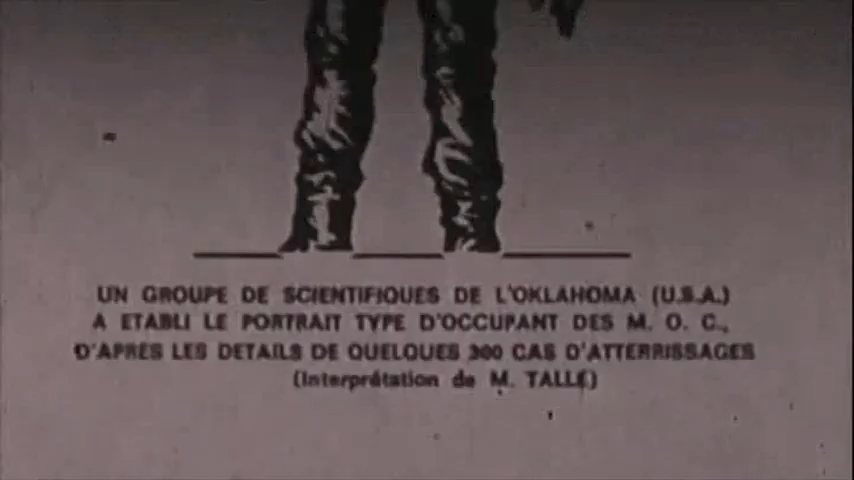 UN GROUPE DE SCIENTIFIQUES DE L'OKLAHOMA (U.S.A.)
A ETABLI LE PORTRAIT TYPE D'OCCUPANT DES M. O. C.,
D'APRES LES DETAILS DE QUELQUES 300 CAS D'ATTERRISSAGES
(Interprétation de M. TALLE)